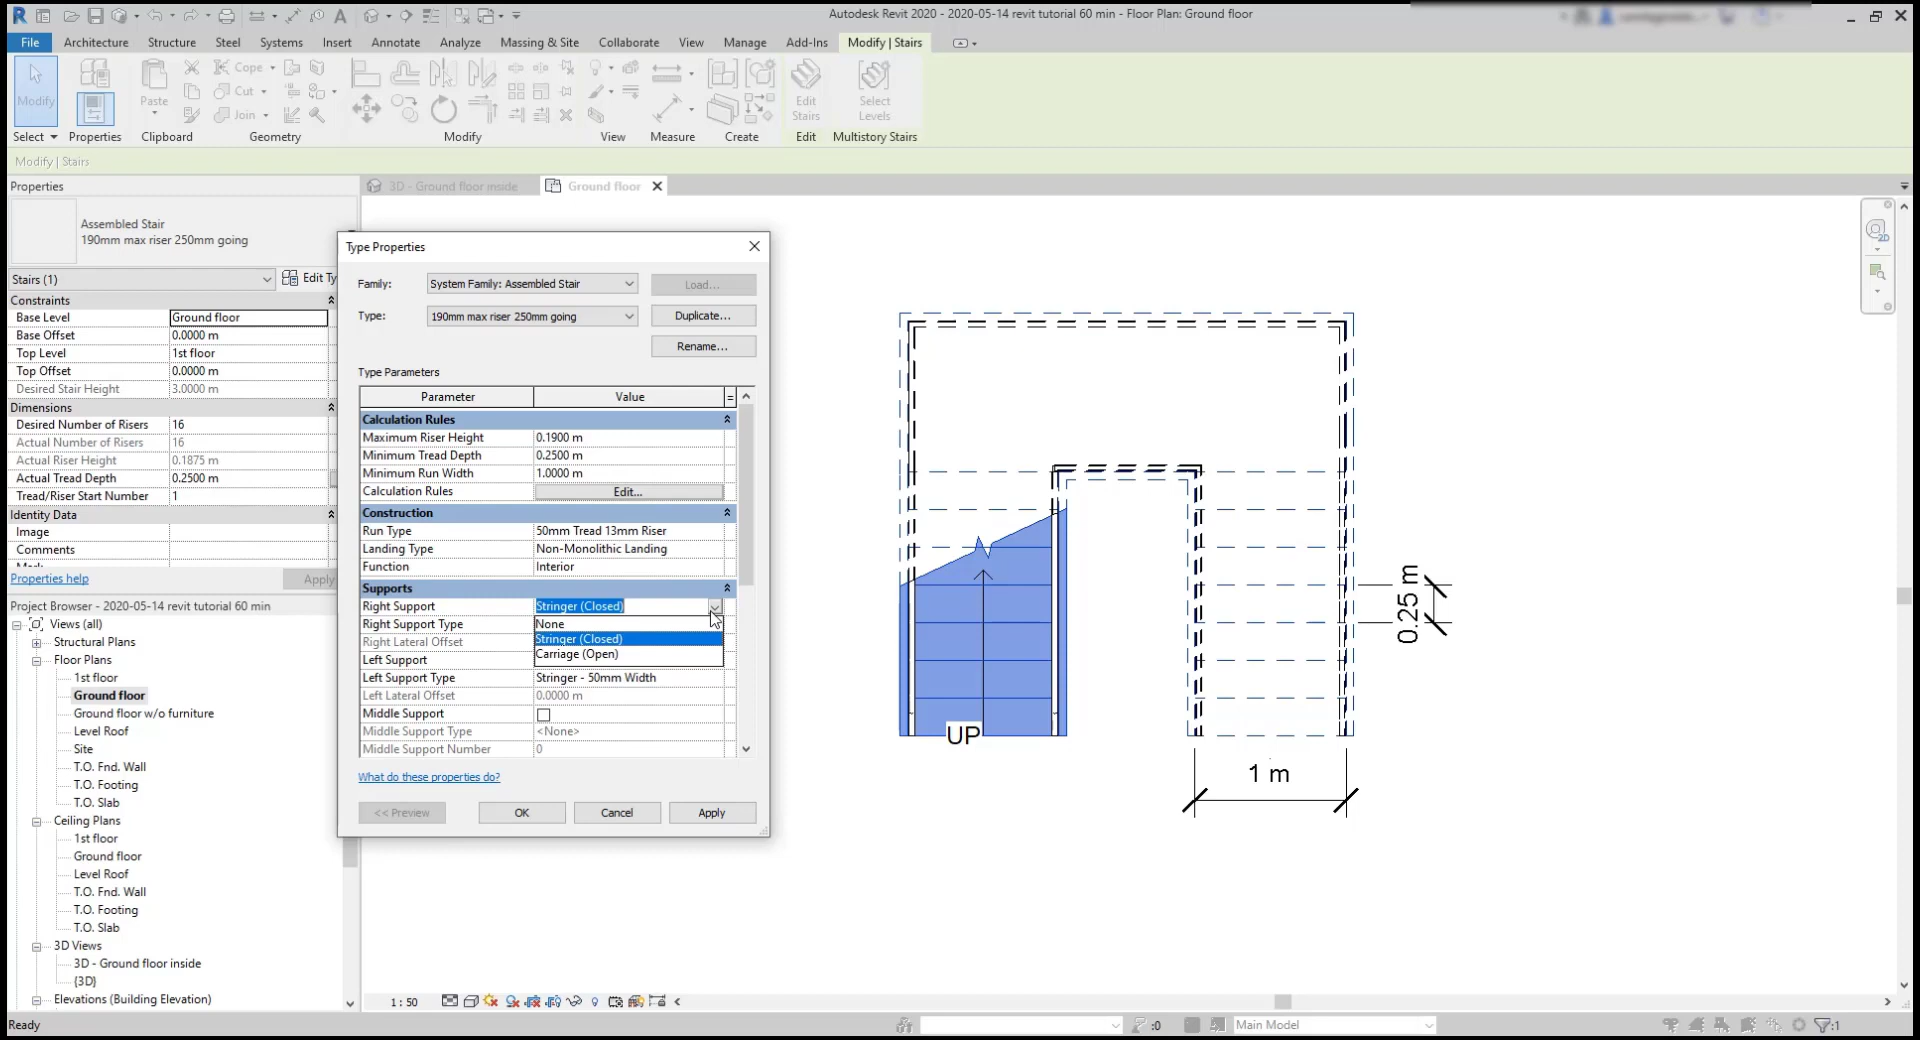 Autodesk Revit 2020 - 2020-05-14 revit tutorial 60 min - Floor Plan: Ground floor
File Architecture Structure Steel Systems Insert Annotate Analyze Massing & Site Collaborate View Manage Add-Ins Modify | Stairs
Modify
Paste
Cope
Cut
Join
Edit Stairs
Select Levels
Select Properties Clipboard Geometry Modify View Measure Create Edit Multistory Stairs
Modify | Stairs
Properties
3D - Ground floor inside
Ground floor
Assembled Stair
190mm max riser 250mm going
Stairs (1)
Edit Ty
Constraints
Base Level Ground floor
Base Offset 0.0000 m
Top Level 1st floor
Top Offset 0.0000 m
Desired Stair Height 3.0000 m
Dimensions
Desired Number of Risers 16
Actual Number of Risers 16
Actual Riser Height 0.1875 m
Actual Tread Depth 0.2500 m
Tread/Riser Start Number 1
Identity Data
Image
Comments
Mark
Properties help
Apply
Project Browser - 2020-05-14 revit tutorial 60 min
Views (all)
Structural Plans
Floor Plans
1st floor
Ground floor
Ground floor w/o furniture
Level Roof
Site
T.O. Fnd. Wall
T.O. Footing
T.O. Slab
Ceiling Plans
1st floor
Ground floor
Level Roof
T.O. Fnd. Wall
T.O. Footing
T.O. Slab
3D Views
3D - Ground floor inside
{3D}
Elevations (Building Elevation)
Type Properties
Family: System Family: Assembled Stair
Load...
Type: 190mm max riser 250mm going
Duplicate...
Rename...
Type Parameters
Parameter Value =
Calculation Rules
Maximum Riser Height 0.1900 m
Minimum Tread Depth 0.2500 m
Minimum Run Width 1.0000 m
Calculation Rules Edit...
Construction
Run Type 50mm Tread 13mm Riser
Landing Type Non-Monolithic Landing
Function Interior
Supports
Right Support Stringer (Closed)
Right Support Type None
Stringer (Closed)
Right Lateral Offset
Carriage (Open)
Left Support
Left Support Type Stringer - 50mm Width
Left Lateral Offset 0.0000 m
Middle Support
Middle Support Type <None>
Middle Support Number 0
What do these properties do?
<< Preview OK Cancel Apply
UP
1 m
0.25 m
2D
1 : 50
Ready
:0
Main Model
:1